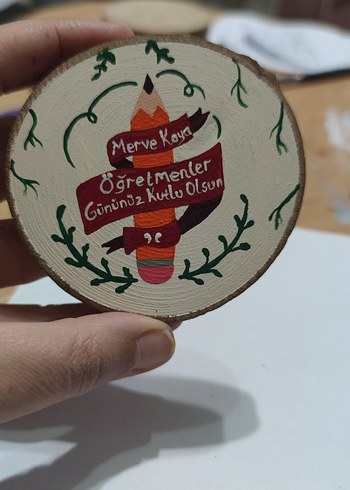 Merve Kaya
Öğretmenler
Gününüz Kutlu Olsun